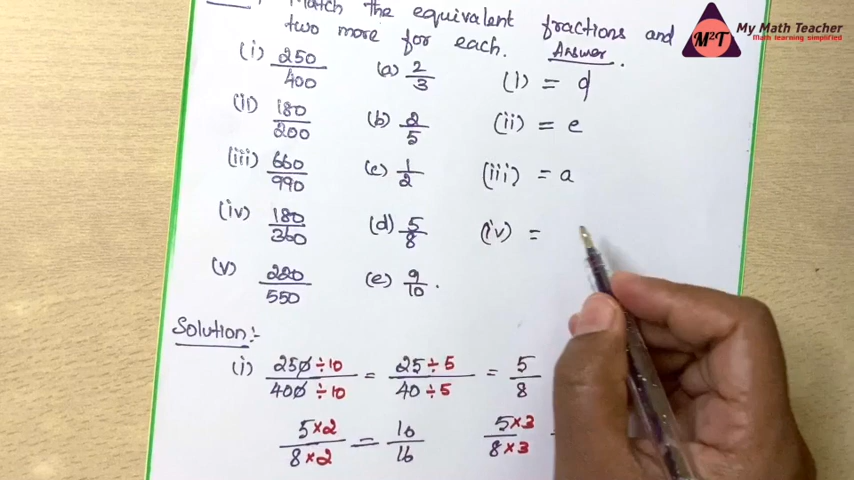 Match the equivalent fractions and
two more for each. Answer.
(i) 250/400 (a) 2/3 (i) = d
(ii) 180/200 (b) 2/5 (ii) = e
(iii) 660/990 (c) 1/2 (iii) = a
(iv) 180/360 (d) 5/8 (iv) =
(v) 220/550 (e) 9/10.
Solution:-
(i) 250÷10/400÷10 = 25÷5/40÷5 = 5/8
5×2/8×2 = 10/16 5×3/8×3
M²T
My Math Teacher
Math learning simplified